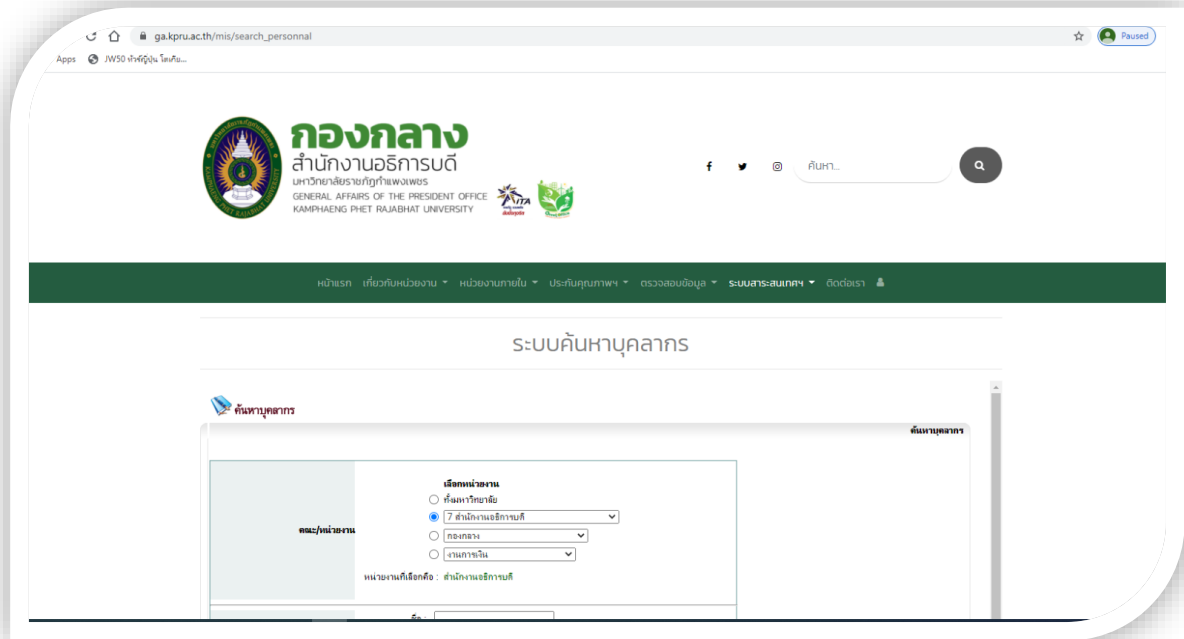 ga.kpru.ac.th/mis/search_personnal
Paused
Apps JW50 ทัวร์ญี่ปุ่น โตเกีย...
กองกลาง
สำนักงานอธิการบดี
มหาวิทยาลัยราชภัฏกำแพงเพชร
GENERAL AFFAIRS OF THE PRESIDENT OFFICE
KAMPHAENG PHET RAJABHAT UNIVERSITY
ITA
ค้นหา...
หน้าแรก เกี่ยวกับหน่วยงาน หน่วยงานภายใน ประกันคุณภาพฯ ตรวจสอบข้อมูล ระบบสาระสนเทศฯ ติดต่อเรา
ระบบค้นหาบุคลากร
ค้นหาบุคลากร
ค้นหาบุคลากร
เลือกหน่วยงาน
ทั้งมหาวิทยาลัย
7 สำนักงานอธิการบดี
คณะ/หน่วยงาน
กองกลาง
งานการเงิน
หน่วยงานที่เลือกคือ : สำนักงานอธิการบดี
ชื่อ :